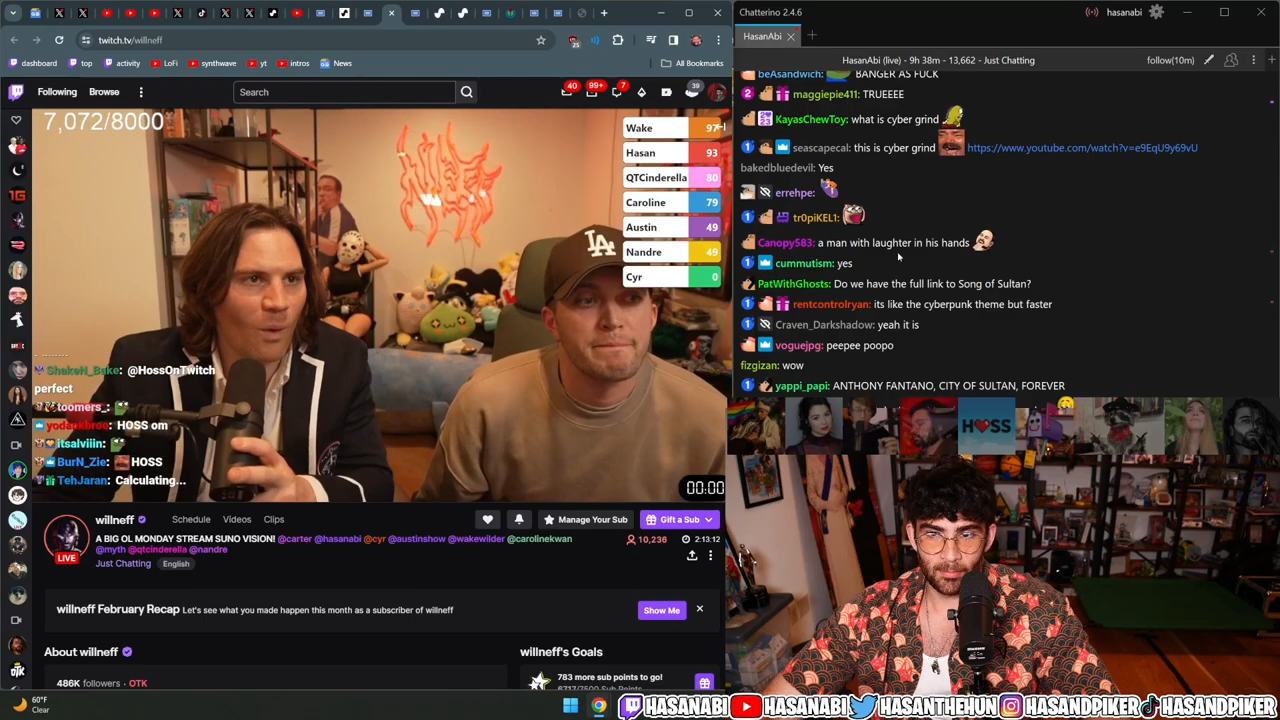 twitch.tv/willneff
dashboard
top
activity
LoFi
synthwave
yt
intros
News
All Bookmarks
Following
Browse
Search
40
99+
7
39
7,072/8000
Wake 97
Hasan 93
QTCinderella 80
Caroline 79
Austin 49
Nandre 49
Cyr 0
LA
ShakeN_Bake: @HossOnTwitch
perfect
toomers_:
yodankbroo: HOSS om
itsalviiin:
BurN_Zie: HOSS
TehJaran: Calculating...
00:00
willneff
Schedule
Videos
Clips
Manage Your Sub
Gift a Sub
A BIG OL MONDAY STREAM SUNO VISION! @carter @hasanabi @cyr @austinshow @wakewilder @carolinekwan
@myth @qtcinderella @nandre
10,236
2:13:12
LIVE
Just Chatting
English
willneff February Recap Let's see what you made happen this month as a subscriber of willneff
Show Me
About willneff
486K followers · OTK
willneff's Goals
783 more sub points to go!
6717/7500 Sub Points
60°F
Clear
Chatterino 2.4.6
hasanabi
HasanAbi
HasanAbi (live) - 9h 38m - 13,662 - Just Chatting
follow(10m)
beAsandwich: BANGER AS FUCK
maggiepie411: TRUEEEE
KayasChewToy: what is cyber grind
seascapecal: this is cyber grind https://www.youtube.com/watch?v=e9EqU9y69vU
bakedbluedevil: Yes
errehpe:
tr0piKEL1:
Canopy583: a man with laughter in his hands
cummutism: yes
PatWithGhosts: Do we have the full link to Song of Sultan?
rentcontrolryan: its like the cyberpunk theme but faster
Craven_Darkshadow: yeah it is
voguejpg: peepee poopo
fizgizan: wow
yappi_papi: ANTHONY FANTANO, CITY OF SULTAN, FOREVER
HOSS
HASANABI
HASANABI
HASANTHEHUN
HASANDPIKER
HASANDPIKER